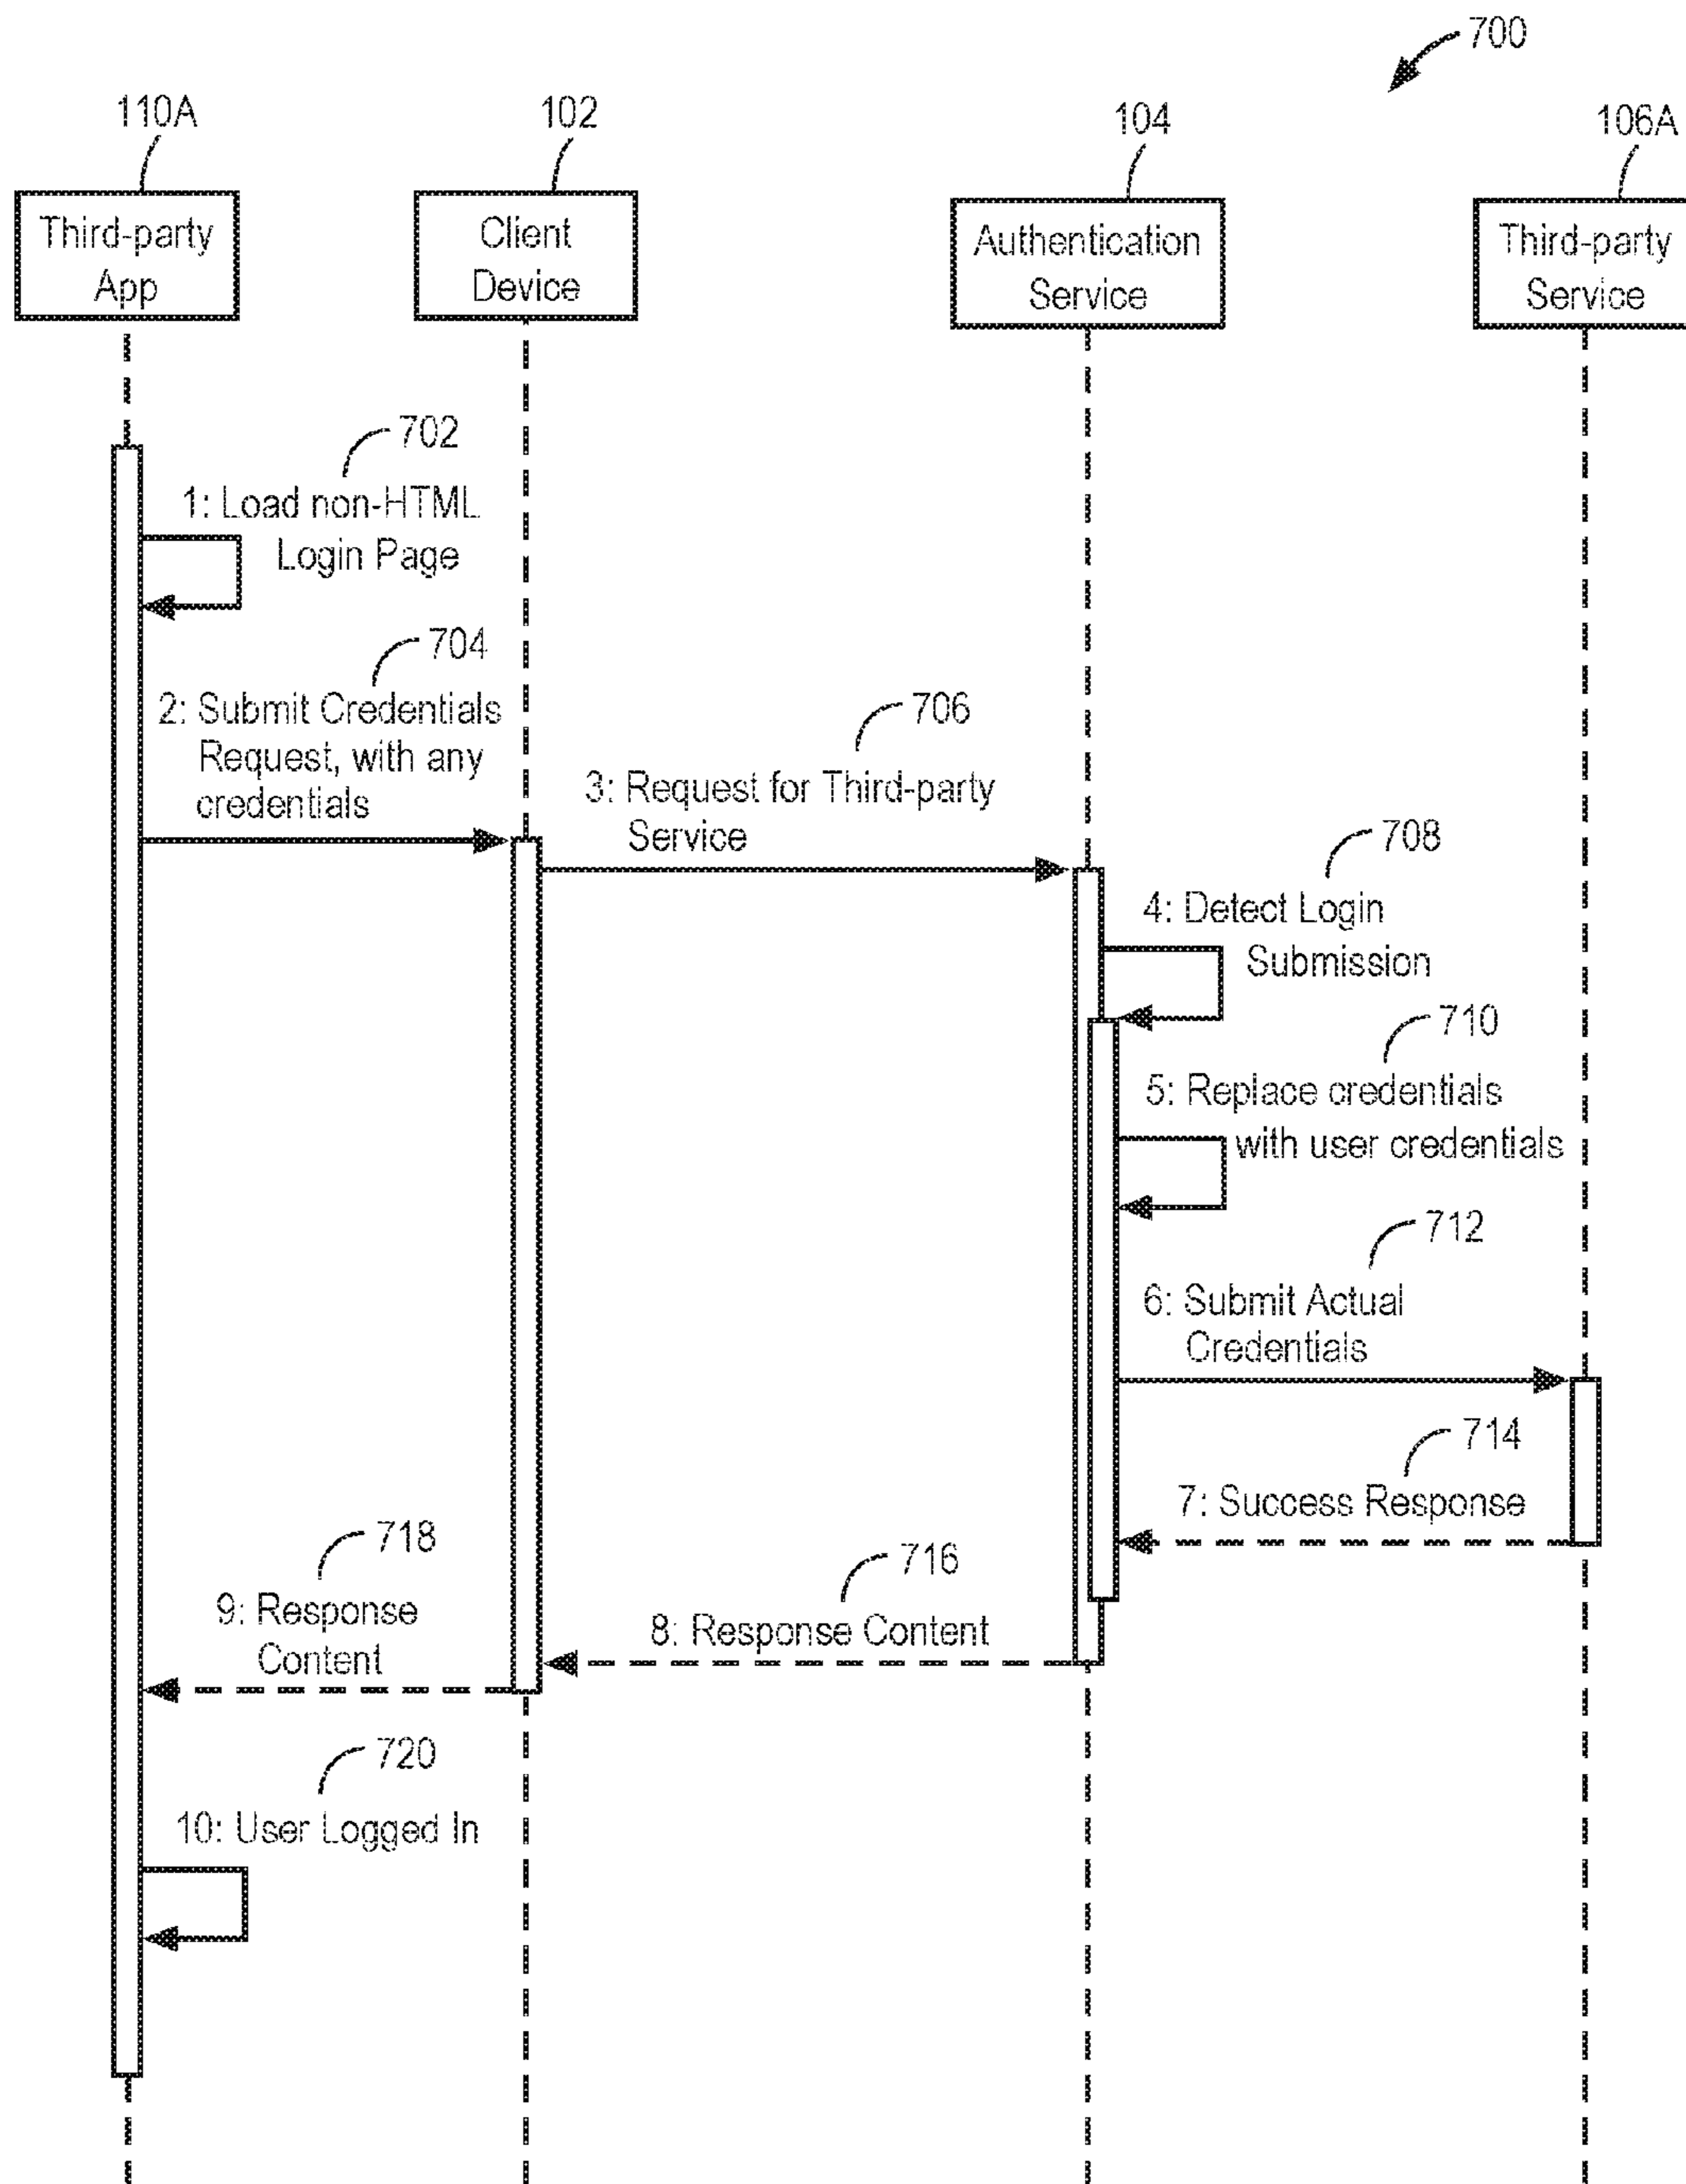 700
110A
102
104
106A
Third-party
App
Client
Device
Authentication
Service
Third-party
Service
702
1: Load non-HTML
Login Page
704
2: Submit Credentials
Request, with any
credentials
706
3: Request for Third-party
Service
708
4: Detect Login
Submission
710
5: Replace credentials
with user credentials
712
6: Submit Actual
Credentials
714
7: Success Response
716
8: Response Content
718
9: Response
Content
720
10: User Logged In